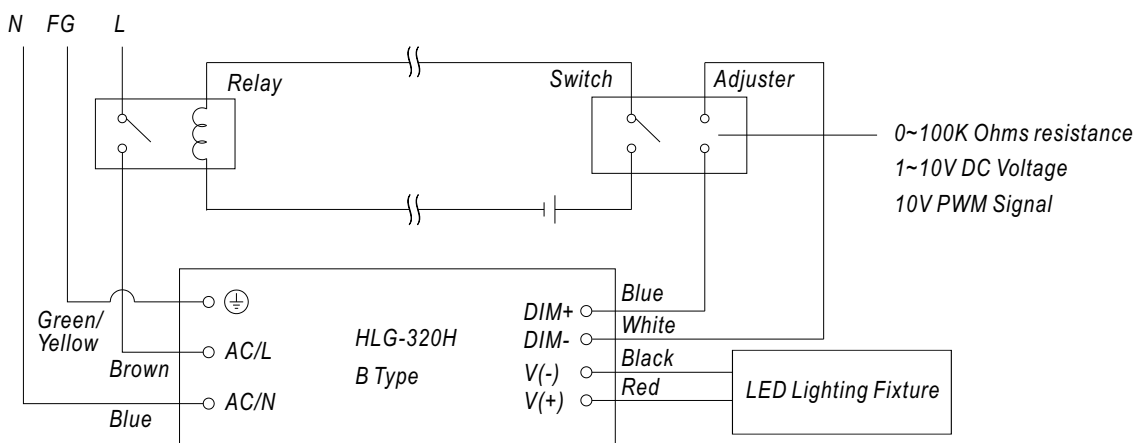 N FG L
Relay
Switch
Adjuster
0~100K Ohms resistance
1~10V DC Voltage
10V PWM Signal
Green/
Yellow
Brown
Blue
AC/L
AC/N
HLG-320H
B Type
DIM+
DIM-
V(-)
V(+)
Blue
White
Black
Red
LED Lighting Fixture